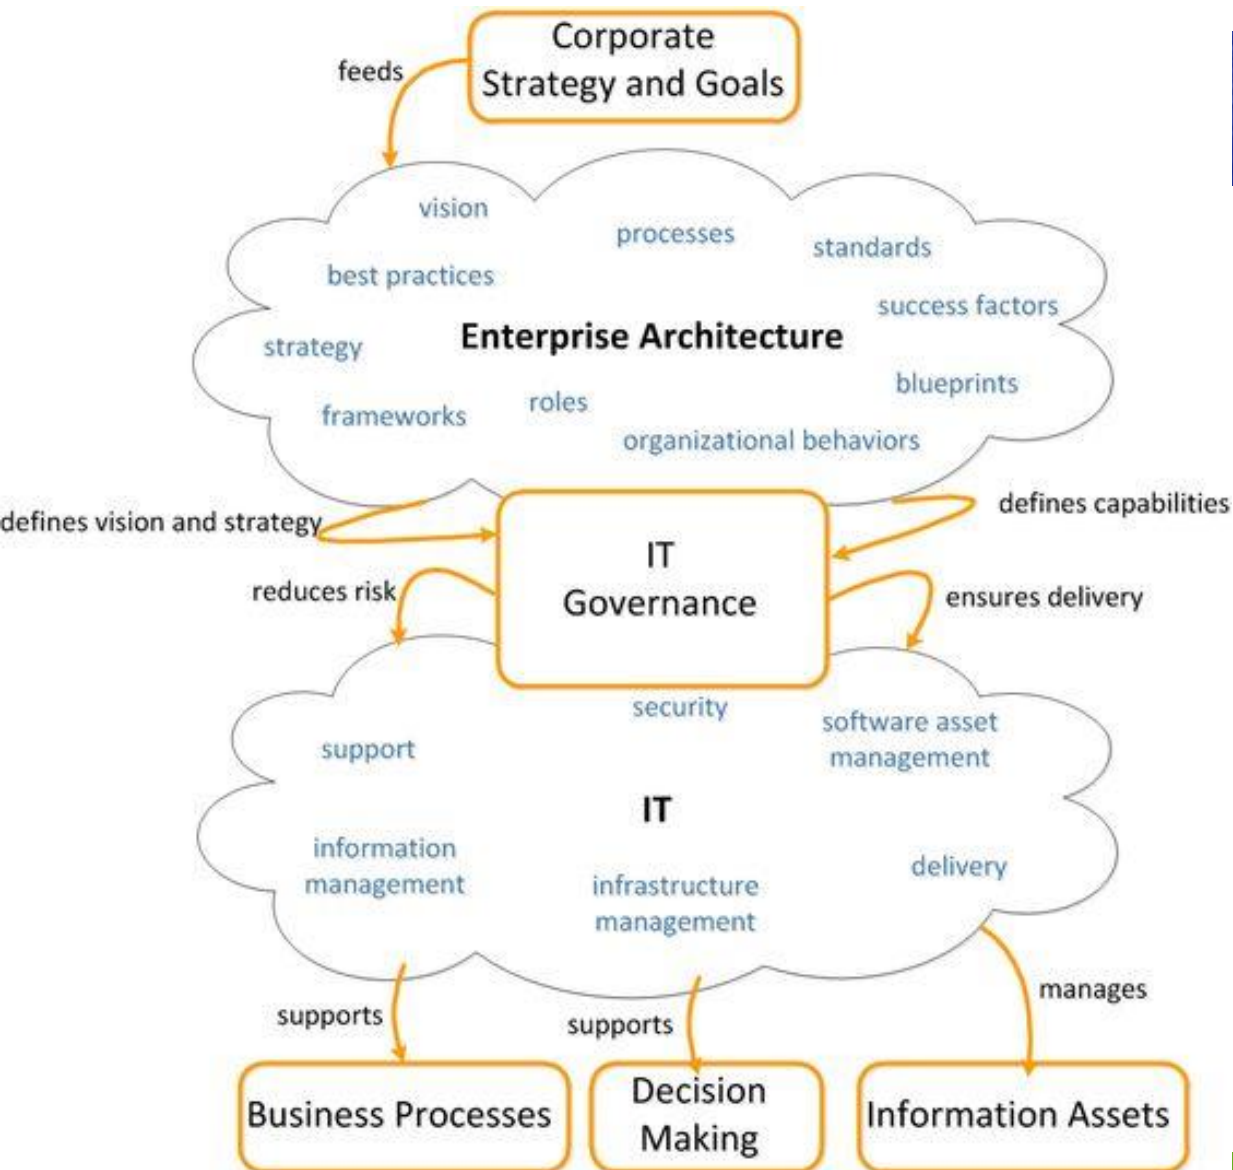 Corporate
Strategy and Goals
feeds
vision
processes
standards
best practices
success factors
Enterprise Architecture
strategy
blueprints
roles
frameworks
organizational behaviors
defines vision and strategy
defines capabilities
IT
Governance
reduces risk
ensures delivery
security
software asset
management
support
IT
information
management
delivery
infrastructure
management
supports
supports
manages
Business Processes
Decision
Making
Information Assets